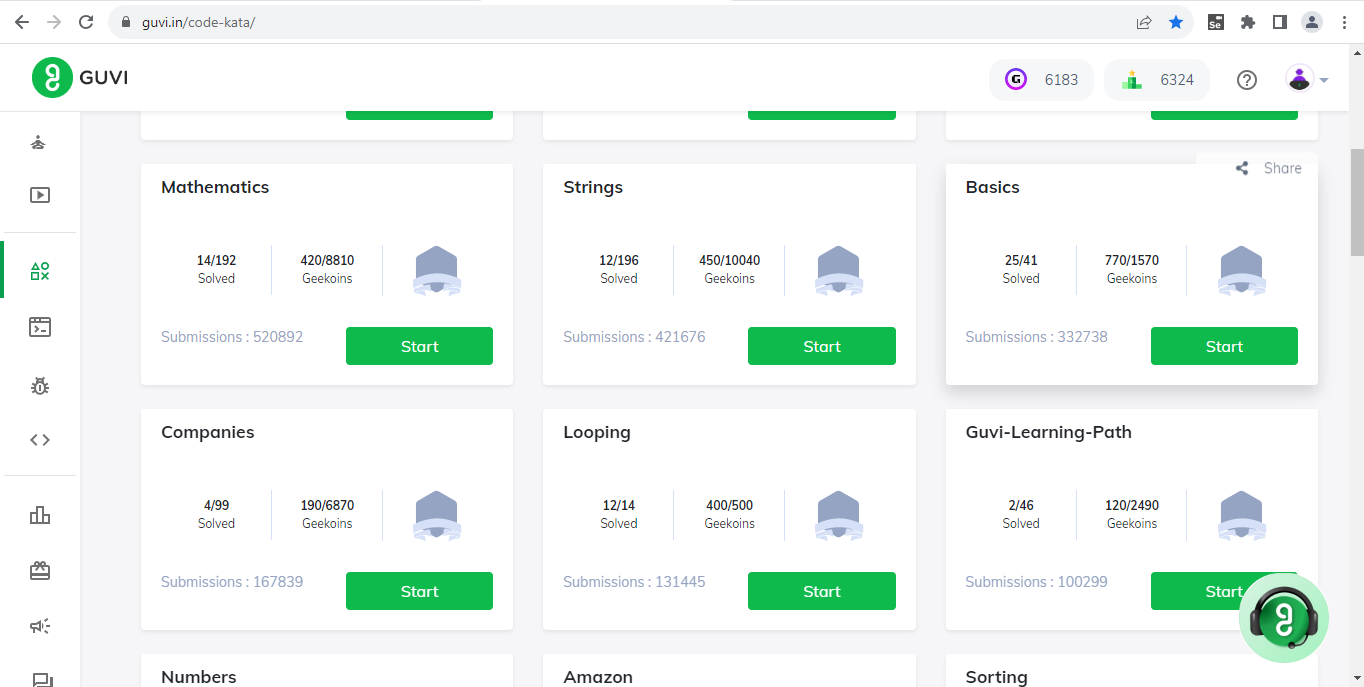 guvi.in/code-kata/
Se
GUVI
G 6183 6324
Share
Mathematics Strings Basics
14/192 420/8810 12/196 450/10040 25/41 770/1570
Solved Geekoins Solved Geekoins Solved Geekoins
Submissions : 520892 Start Submissions : 421676 Start Submissions : 332738 Start
Companies Looping Guvi-Learning-Path
4/99 190/6870 12/14 400/500 2/46 120/2490
Solved Geekoins Solved Geekoins Solved Geekoins
Submissions : 167839 Start Submissions : 131445 Start Submissions : 100299 Start
Numbers Amazon Sorting